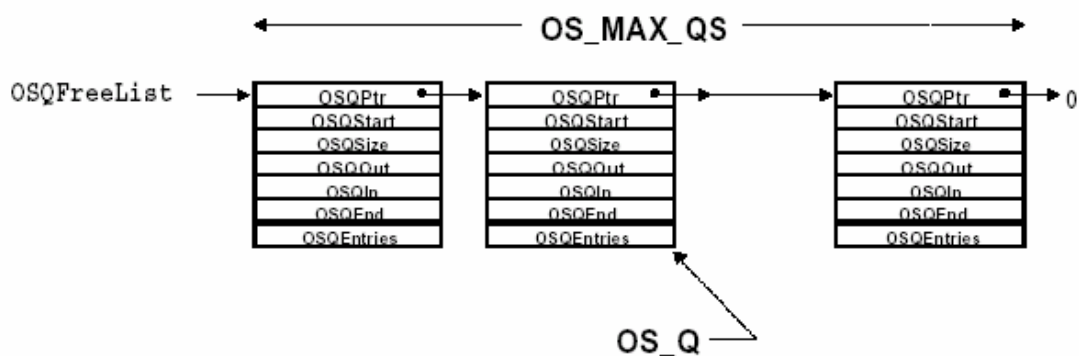 OS_MAX_QS
OSQFreeList
OSQPtr
OSQStart
OSQSize
OSQOut
OSQIn
OSQEnd
OSQEntries
OSQPtr
OSQStart
OSQSize
OSQOut
OSQIn
OSQEnd
OSQEntries
OSQPtr
OSQStart
OSQSize
OSQOut
OSQIn
OSQEnd
OSQEntries
0
OS_Q